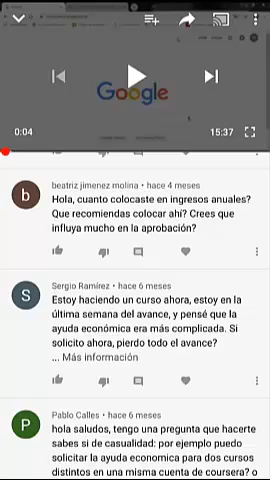 Google
0:04
15:37
beatriz jimenez molina • hace 4 meses
Hola, cuanto colocaste en ingresos anuales?
Que recomiendas colocar ahí? Crees que
influya mucho en la aprobación?
Sergio Ramírez • hace 6 meses
Estoy haciendo un curso ahora, estoy en la
última semana del avance, y pensé que la
ayuda económica era más complicada. Si
solicito ahora, pierdo todo el avance?
... Más información
Pablo Calles • hace 6 meses
hola saludos, tengo una pregunta que hacerte
sabes si de casualidad: por ejemplo puedo
solicitar la ayuda economica para dos cursos
distintos en una misma cuenta de coursera? o